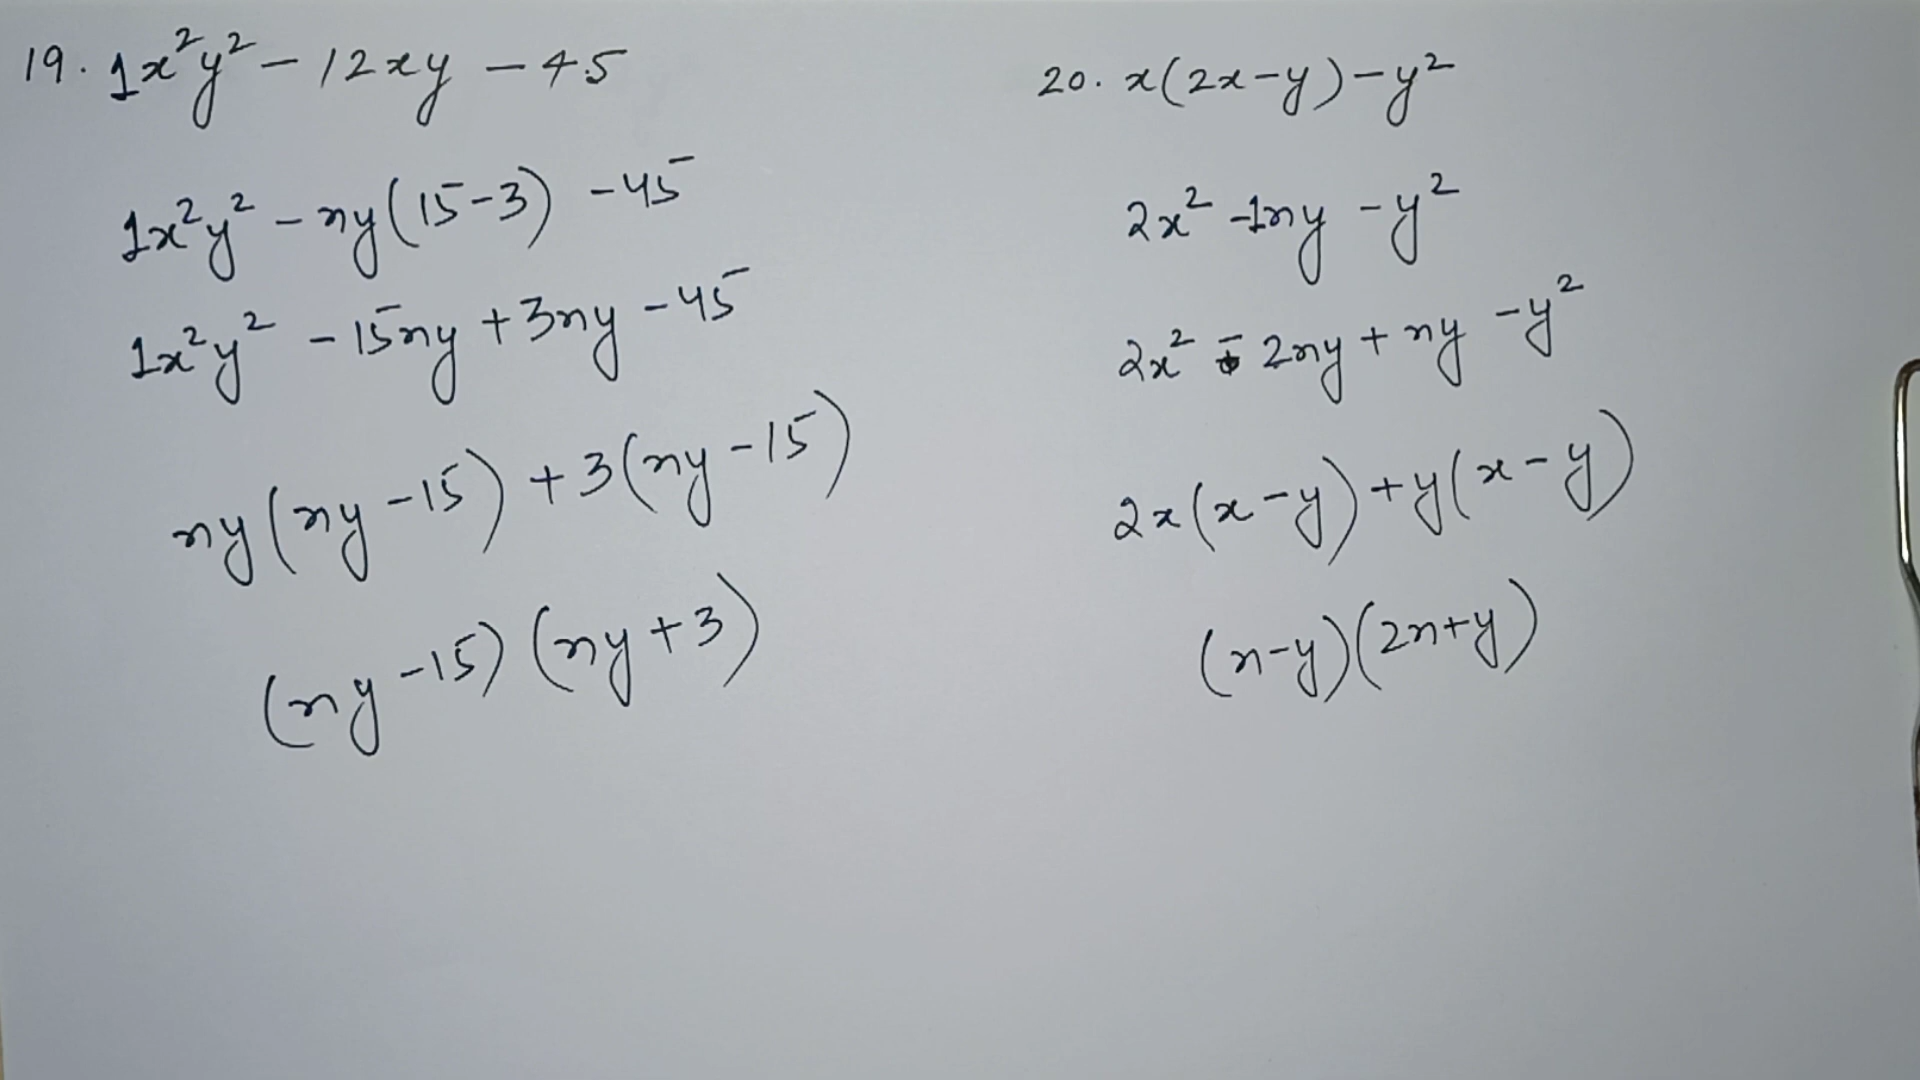 19. 1x²y² - 12xy - 45
1x²y² - xy(15-3) - 45
1x²y² - 15xy + 3xy - 45
xy(xy - 15) + 3(xy - 15)
(xy - 15)(xy + 3)
20. x(2x-y) - y²
2x² - 1xy - y²
2x² - 2xy + xy - y²
2x(x-y) + y(x-y)
(x-y)(2x+y)